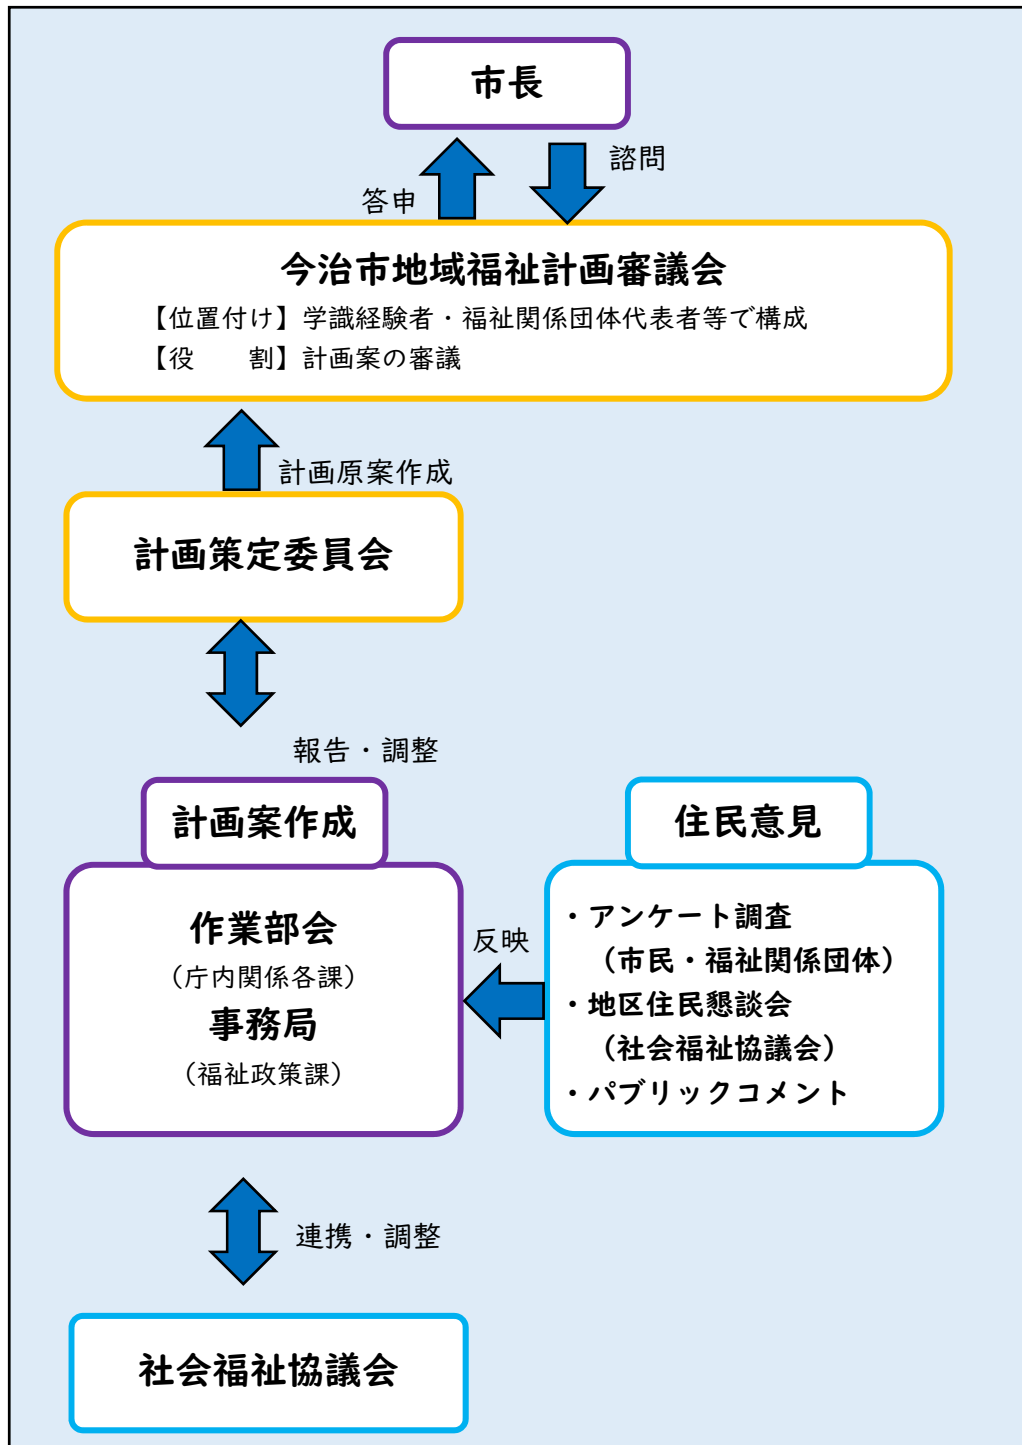 市長
諮問
答申
今治市地域福祉計画審議会
【位置付け】学識経験者・福祉関係団体代表者等で構成
【役　　割】計画案の審議
計画原案作成
計画策定委員会
報告・調整
計画案作成
作業部会
（庁内関係各課）
事務局
（福祉政策課）
反映
住民意見
・アンケート調査
（市民・福祉関係団体）
・地区住民懇談会
（社会福祉協議会）
・パブリックコメント
連携・調整
社会福祉協議会